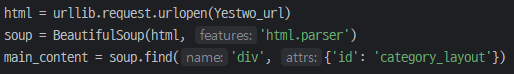 html = urllib.request.urlopen(Yestwo_url)
soup = BeautifulSoup(html, features: 'html.parser')
main_content = soup.find( name: 'div', attrs: {'id': 'category_layout'})